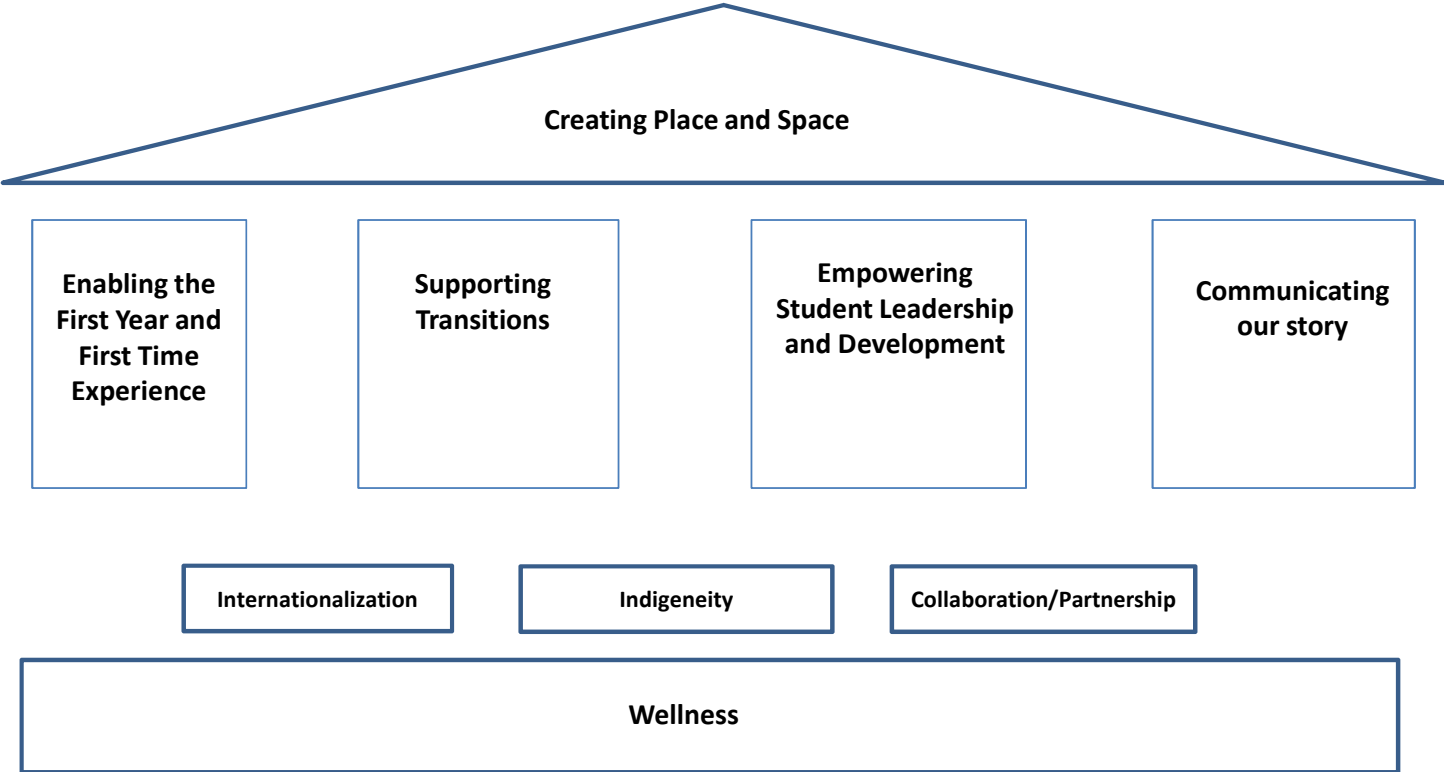 Creating Place and Space
Enabling the
First Year and
First Time
Experience
Supporting
Transitions
Empowering
Student Leadership
and Development
Communicating
our story
Internationalization
Indigeneity
Collaboration/Partnership
Wellness